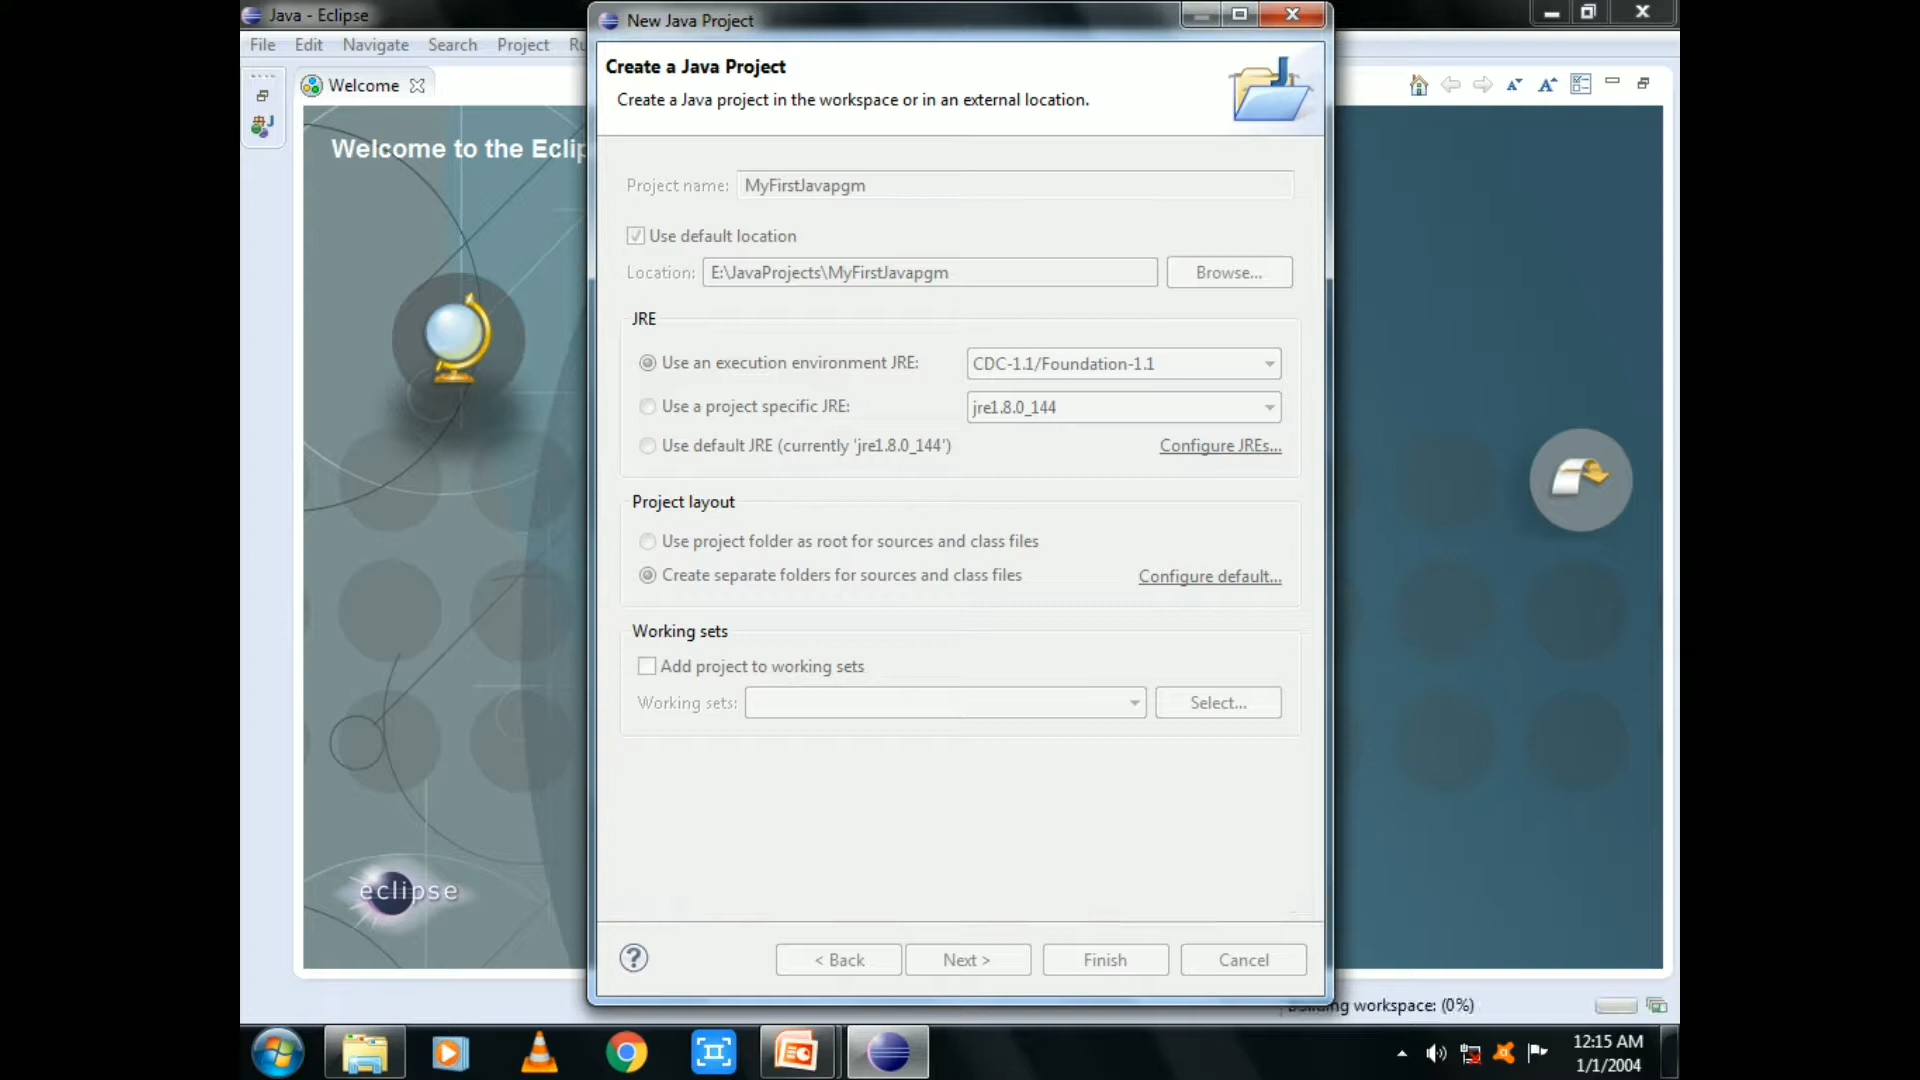 Java - Eclipse
New Java Project
File Edit Navigate Search Project
Create a Java Project
Create a Java project in the workspace or in an external location.
Welcome
Welcome to the
Project name: MyFirstJavapgm
Use default location
Location: E:\JavaProjects\MyFirstJavapgm Browse...
JRE
Use an execution environment JRE: CDC-1.1/Foundation-1.1
Use a project specific JRE: jre1.8.0_144
Use default JRE (currently 'jre1.8.0_144') Configure JREs...
Project layout
Use project folder as root for sources and class files
Create separate folders for sources and class files Configure default...
Working sets
Add project to working sets
Working sets: Select...
eclipse
< Back Next > Finish Cancel
workspace: (0%)
12:15 AM
1/1/2004